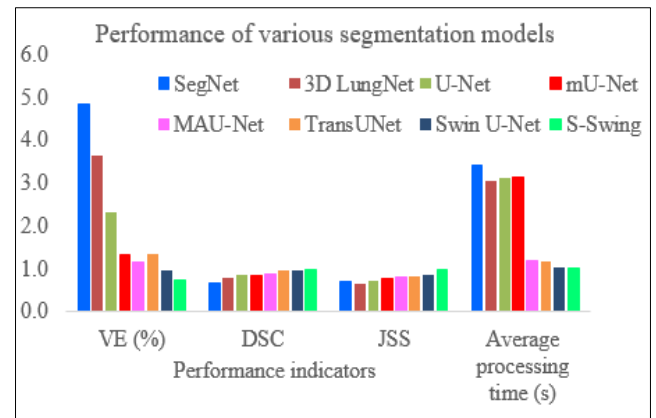 Performance of various segmentation models
6.0
SegNet 3D LungNet U-Net mU-Net
5.0
MAU-Net TransUNet Swin U-Net S-Swing
4.0
3.0
2.0
1.0
0.0
VE (%) DSC JSS Average
processing
time (s)
Performance indicators